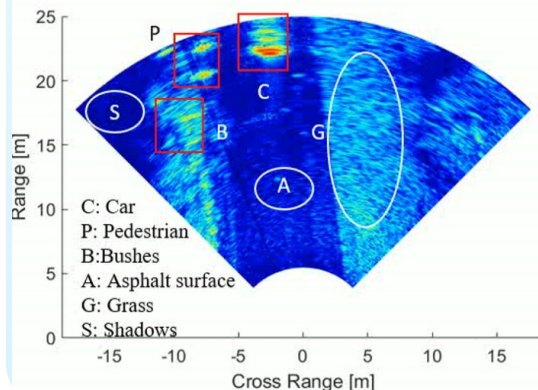 25
20
15
10
5
0
Range [m]
P
C
S
B
G
A
C: Car
P: Pedestrian
B:Bushes
A: Asphalt surface
G: Grass
S: Shadows
-15 -10 -5 0 5 10 15
Cross Range [m]